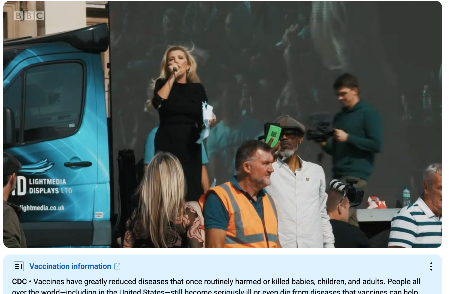 BBC
D LIGHTMEDIA
DISPLAYS LTD
lightmedia.co.uk
Vaccination information
CDC • Vaccines have greatly reduced diseases that once routinely harmed or killed babies, children, and adults. People all
over the world—including in the United States—still become seriously ill or even die from diseases that vaccines can help